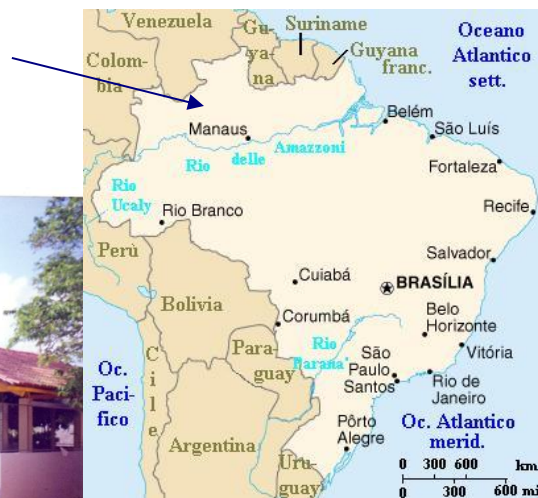 Venezuela
Suriname
Oceano
Atlantico
sett.
Gu-
ya-
na
Guyana
franc.
Colom-
bia
Manaus
Belém
São Luís
Rio
delle
Amazzoni
Fortaleza
Rio
Ucaly
Rio Branco
Recife
Perù
Salvador
Cuiabá
BRASÍLIA
Bolivia
Corumbá
Belo
Horizonte
Rio
Parana'
Para-
guay
São
Paulo
Vitória
Santos
Rio de
Janeiro
Oc.
Paci-
fico
Cile
Oc. Atlantico
merid.
Argentina
Pôrto
Alegre
Uru-
guay
0 300 600 km
0 300 600 mi